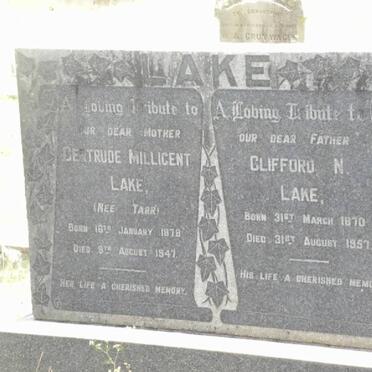 LAKE
A Loving Tribute to
OUR DEAR MOTHER
GERTRUDE MILLICENT
LAKE,
(NEE TARR)
BORN 16TH JANUARY 1878
DIED 9TH AUGUST 1947.
HER LIFE A CHERISHED MEMORY.
A Loving Tribute to
OUR DEAR FATHER
CLIFFORD N.
LAKE,
BORN 31ST MARCH 1870
DIED 31ST AUGUST 1957
HIS LIFE A CHERISHED